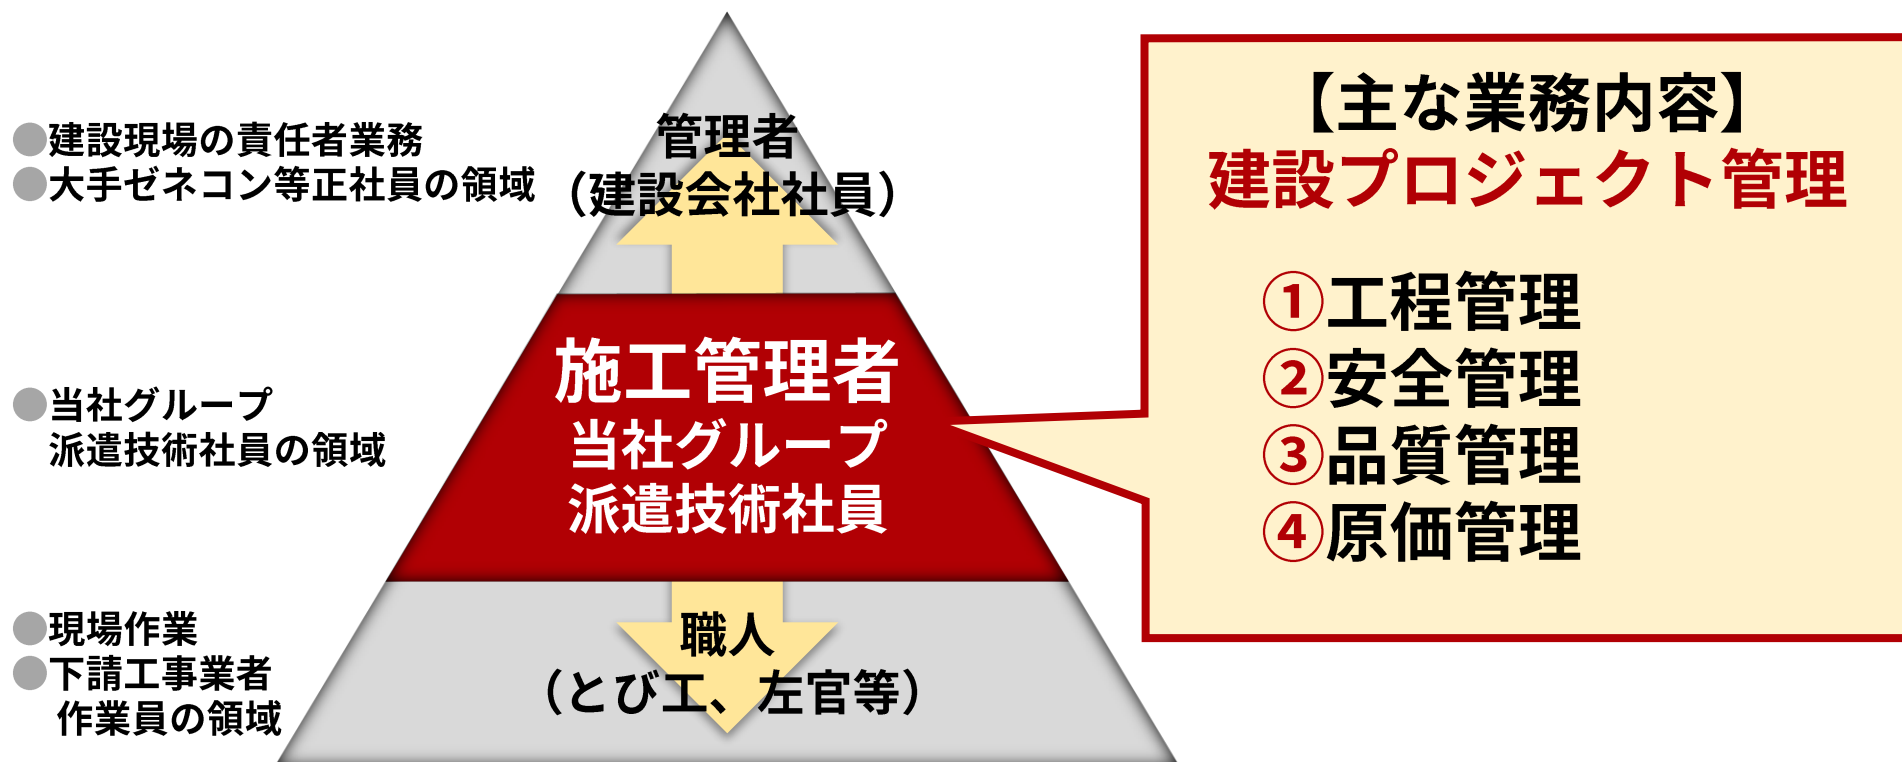 ●建設現場の責任者業務
●大手ゼネコン等正社員の領域
管理者
（建設会社社員）
●当社グループ
派遣技術社員の領域
施工管理者
当社グループ
派遣技術社員
●現場作業
●下請工事業者
作業員の領域
職人
（とび工、左官等）
【主な業務内容】
建設プロジェクト管理
①工程管理
②安全管理
③品質管理
④原価管理